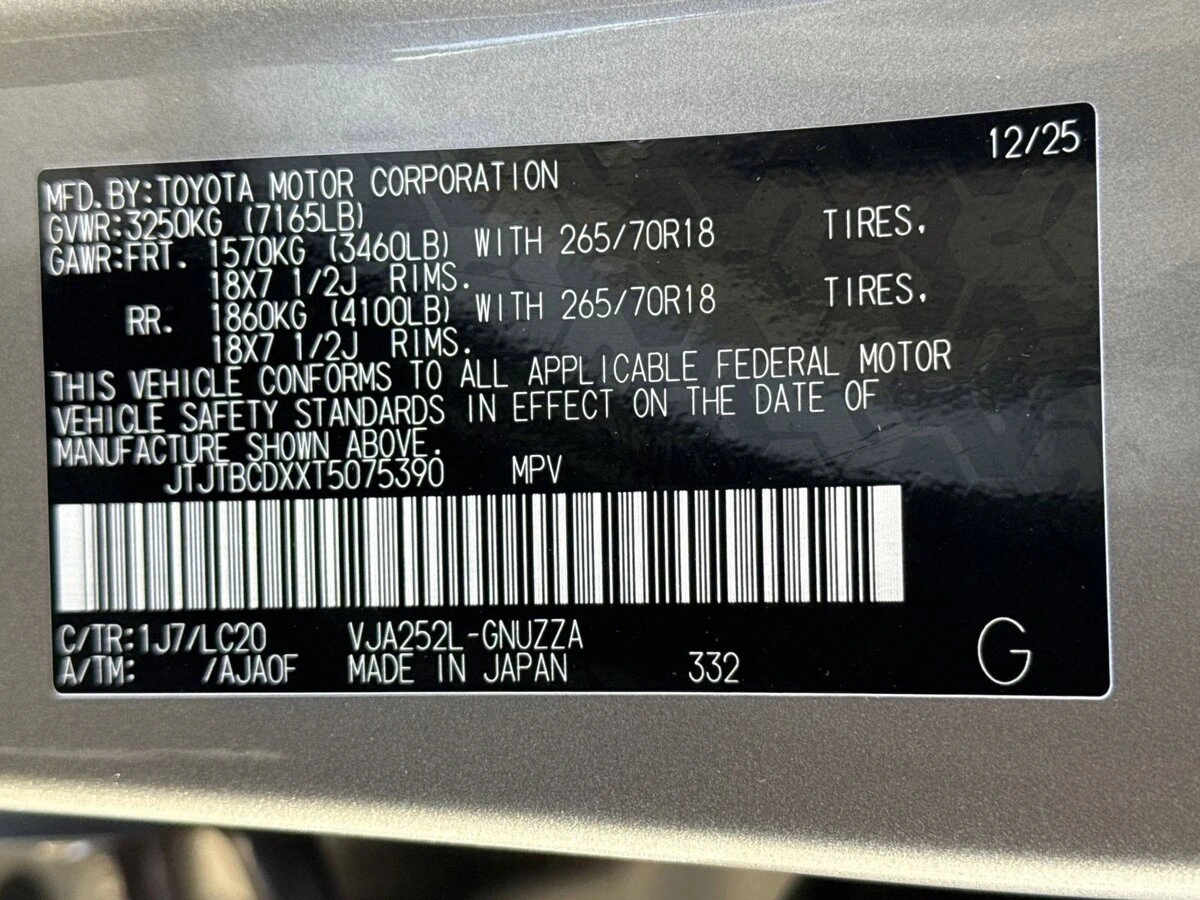 12/25
MFD.BY:TOYOTA MOTOR CORPORATION
GVWR:3250KG (7165LB)
GAWR:FRT. 1570KG (3460LB) WITH 265/70R18 TIRES.
18X7 1/2J RIMS.
RR. 1860KG (4100LB) WITH 265/70R18 TIRES.
18X7 1/2J RIMS.
THIS VEHICLE CONFORMS TO ALL APPLICABLE FEDERAL MOTOR
VEHICLE SAFETY STANDARDS IN EFFECT ON THE DATE OF
MANUFACTURE SHOWN ABOVE.
JTJTBCDXXT5075390 MPV
C/TR:1J7/LC20 VJA252L-GNUZZA
A/TM: /AJA0F MADE IN JAPAN 332 G